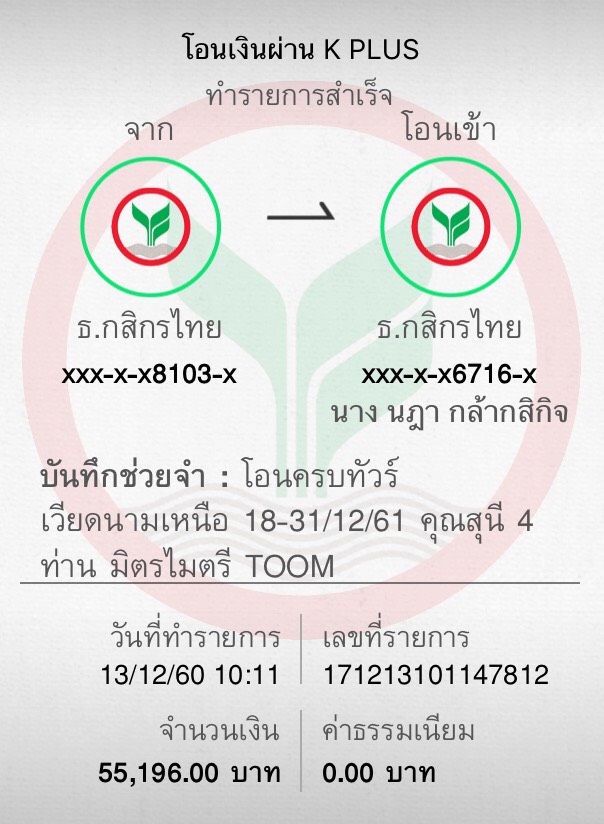 โอนเงินผ่าน K PLUS
ทำรายการสำเร็จ
จาก
โอนเข้า
ธ.กสิกรไทย
ธ.กสิกรไทย
xxx-x-x8103-x
xxx-x-x6716-x
นาง นฎา กล้ากสิกิจ
บันทึกช่วยจำ : โอนครบทัวร์
เวียดนามเหนือ 18-31/12/61 คุณสุนี 4
ท่าน มิตรไมตรี TOOM
วันที่ทำรายการ
เลขที่รายการ
13/12/60 10:11
171213101147812
จำนวนเงิน
ค่าธรรมเนียม
55,196.00 บาท
0.00 บาท